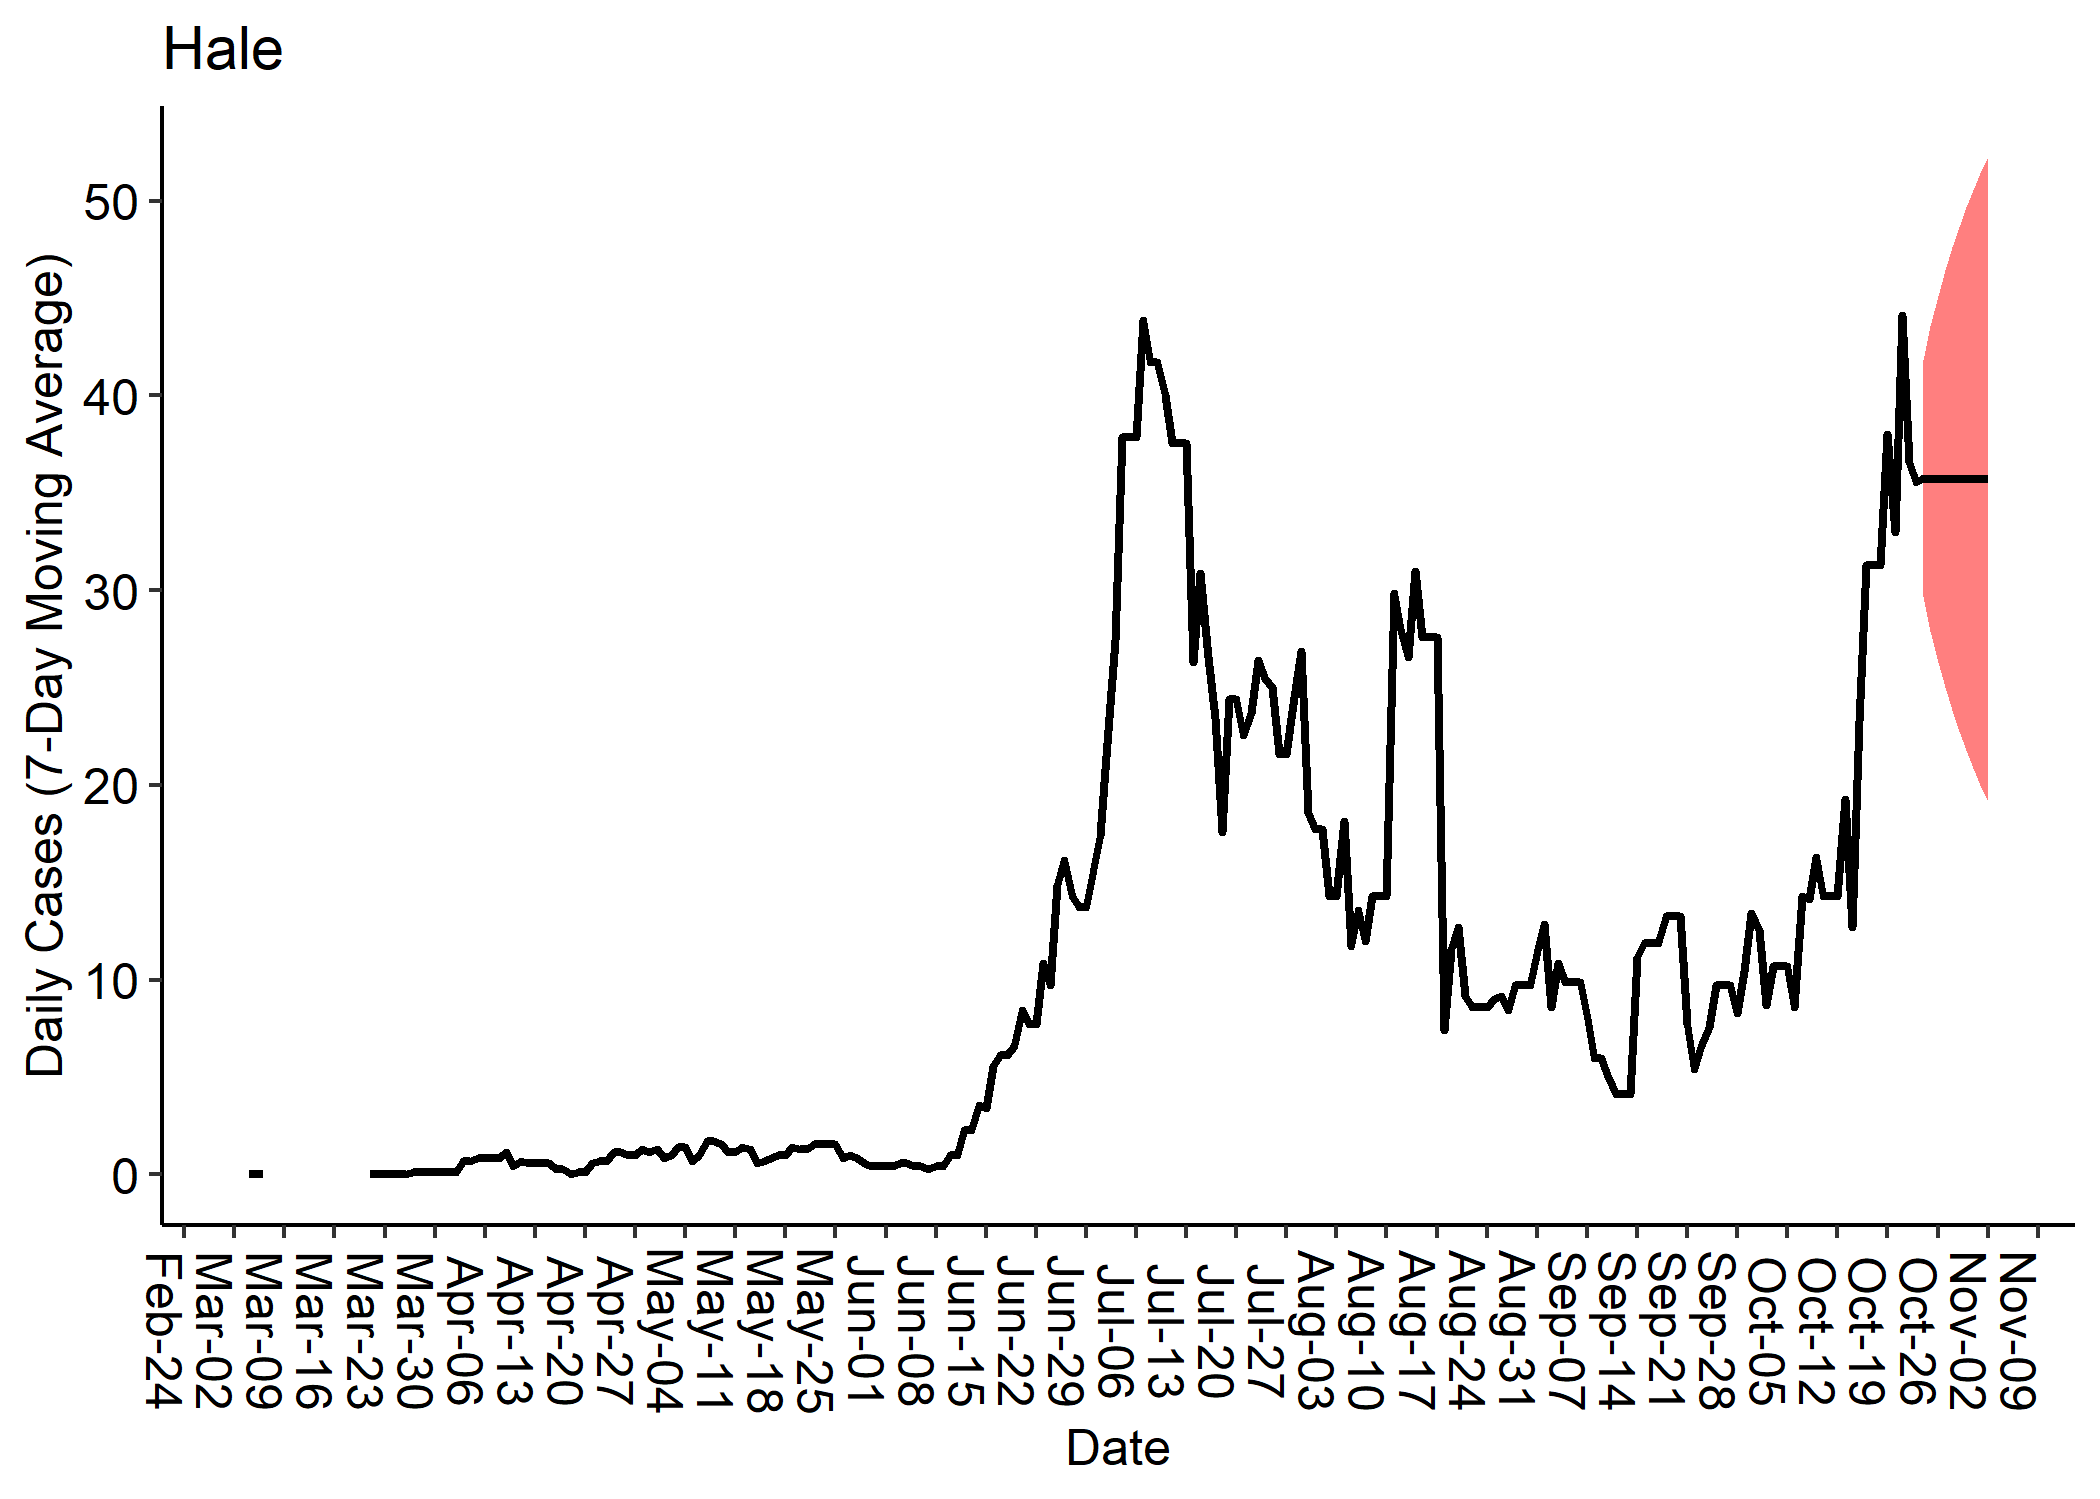 Hale
Daily Cases (7-Day Moving Average)
50
40
30
20
10
0
Feb-24
Mar-02
Mar-09
Mar-16
Mar-23
Mar-30
Apr-06
Apr-13
Apr-20
Apr-27
May-04
May-11
May-18
May-25
Jun-01
Jun-08
Jun-15
Jun-22
Jun-29
Jul-06
Jul-13
Jul-20
Jul-27
Aug-03
Aug-10
Aug-17
Aug-24
Aug-31
Sep-07
Sep-14
Sep-21
Sep-28
Oct-05
Oct-12
Oct-19
Oct-26
Nov-02
Nov-09
Date